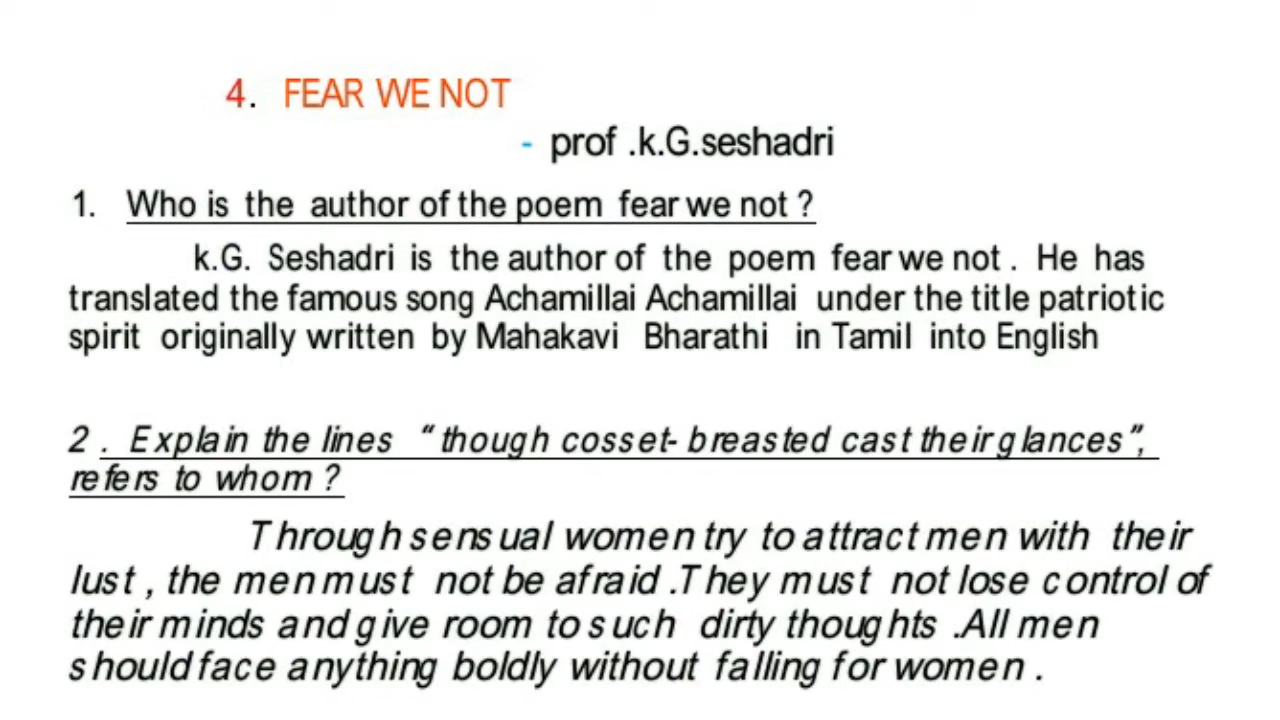 4. FEAR WE NOT
- prof .k.G.seshadri
1. Who is the author of the poem fear we not ?
k.G. Seshadri is the author of the poem fear we not . He has
translated the famous song Achamillai Achamillai under the title patriotic
spirit originally written by Mahakavi Bharathi in Tamil into English
2 . Explain the lines “ though cosset- breasted cast their glances”,
refers to whom ?
Through sensual women try to attract men with their
lust , the men must not be afraid .They must not lose control of
their minds and give room to such dirty thoughts .All men
should face anything boldly without falling for women .